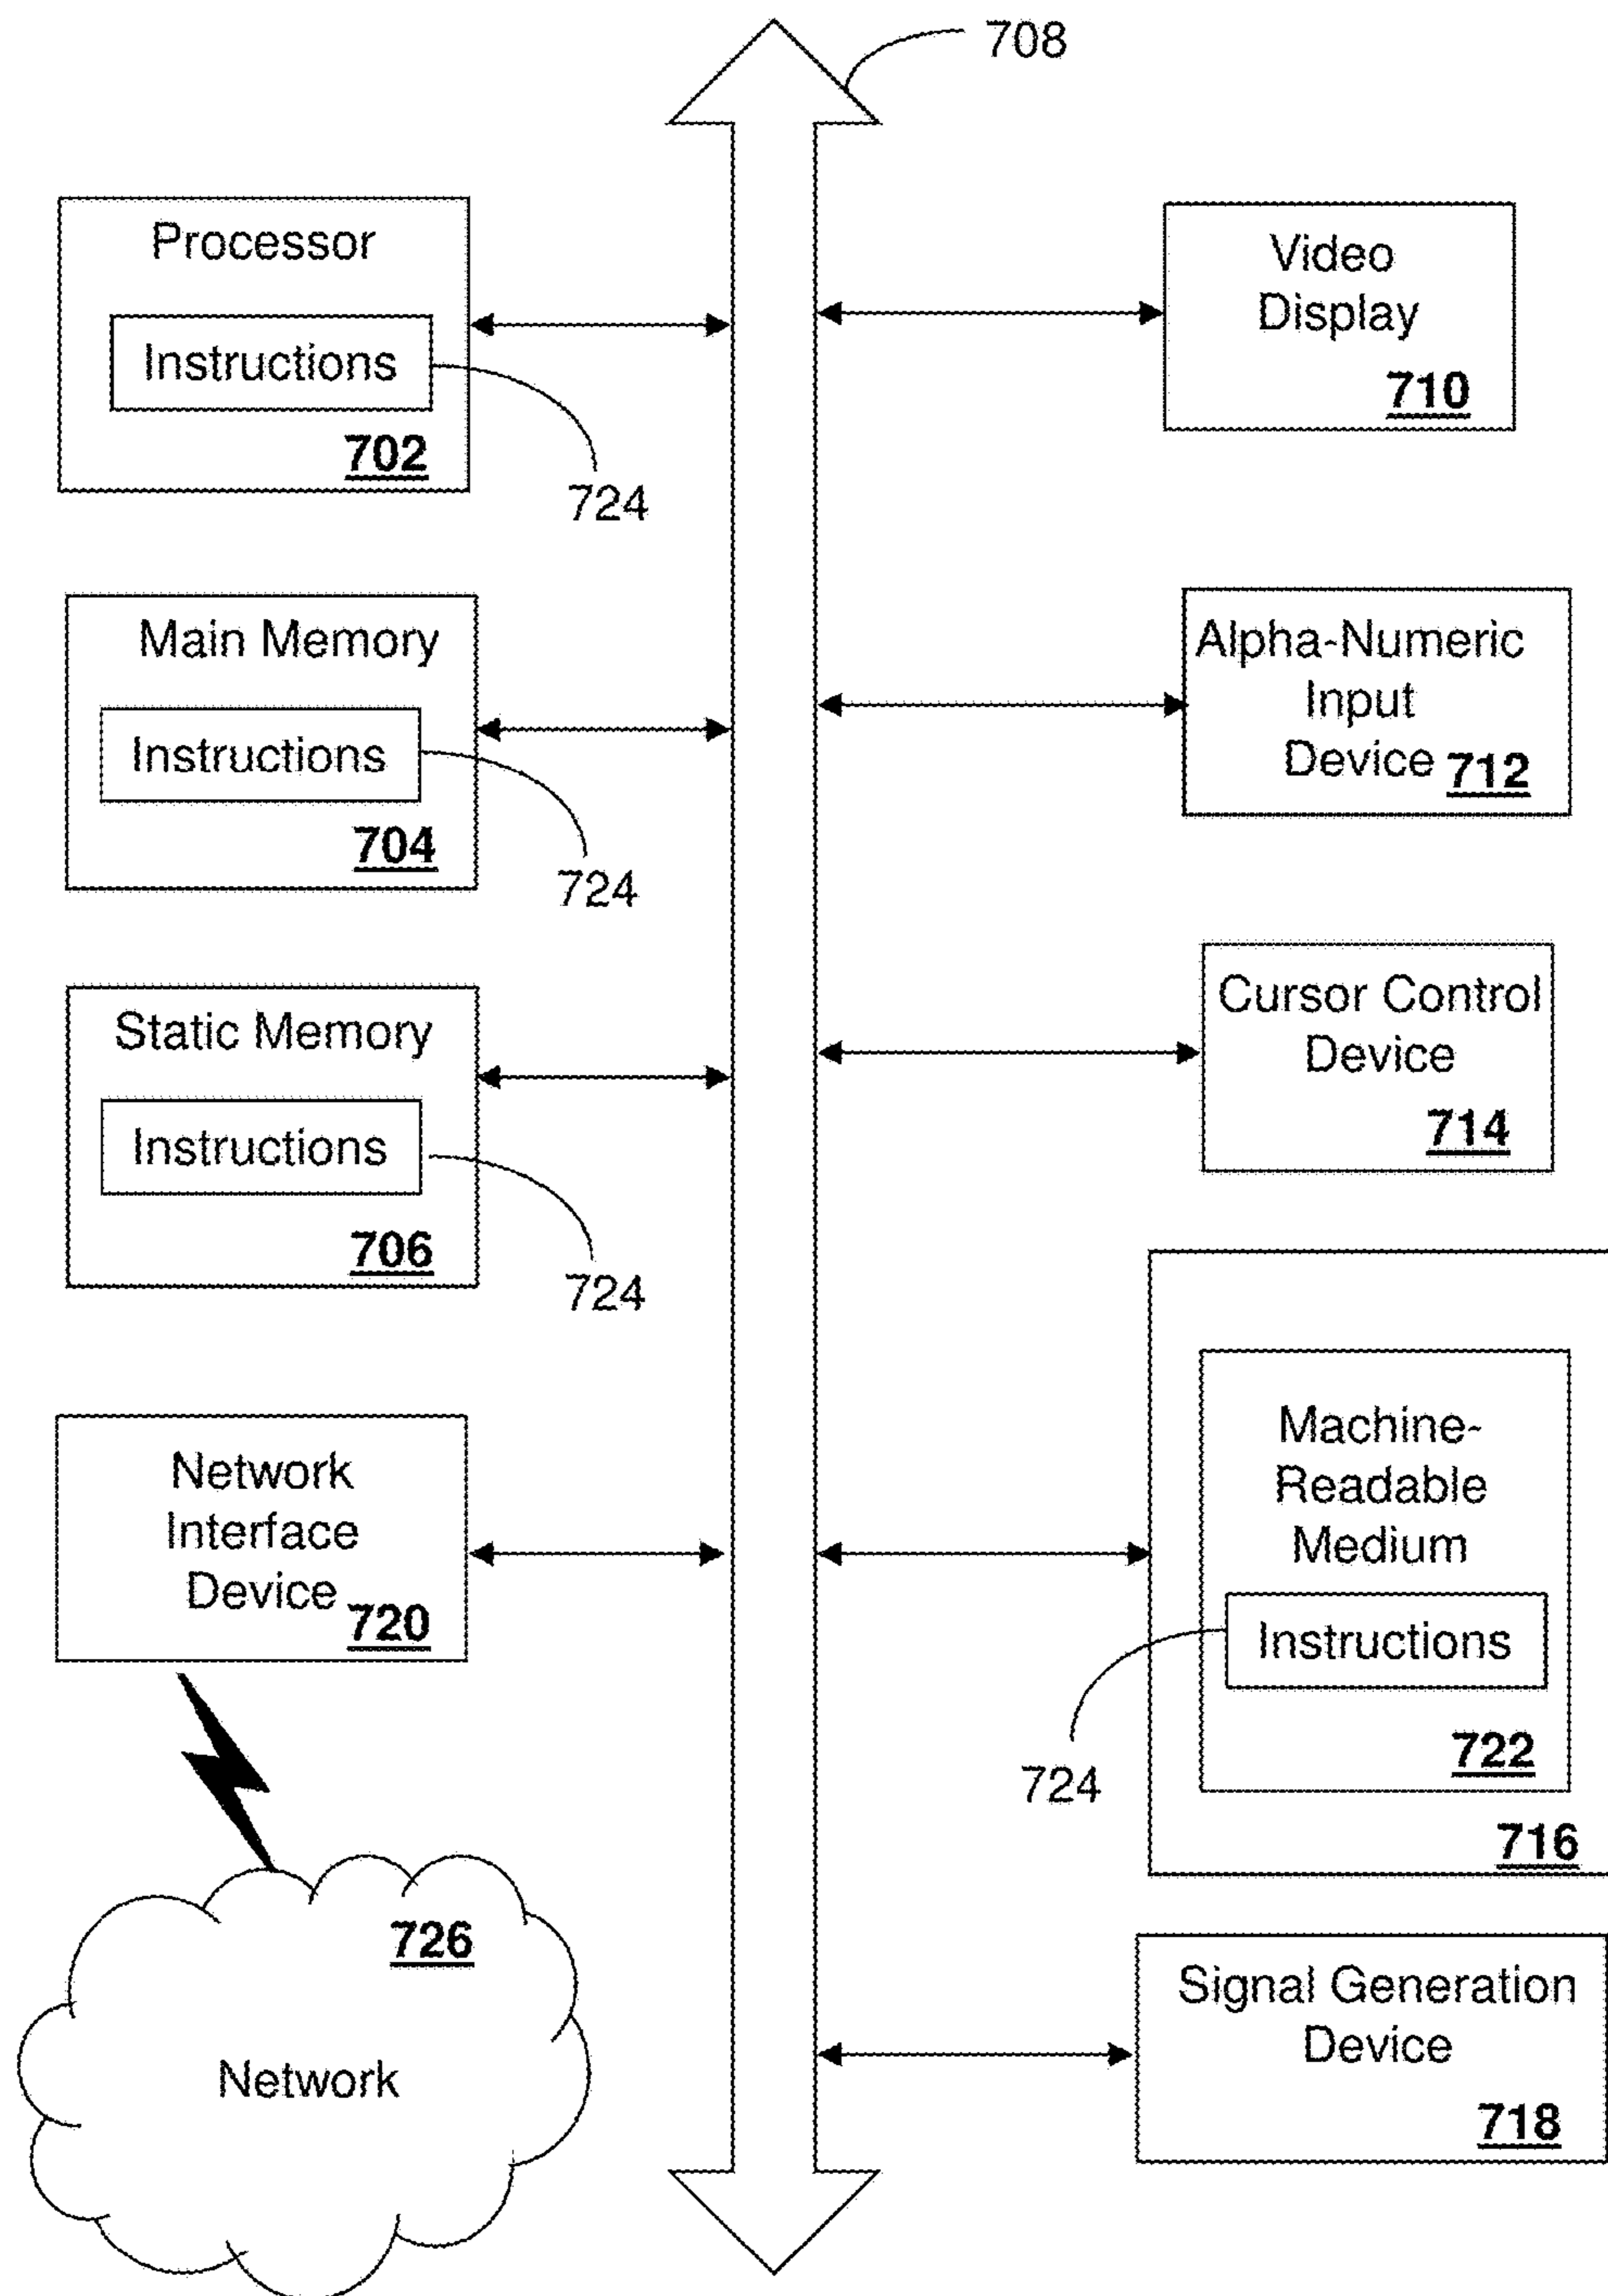 708
Processor
Instructions
702
724
Main Memory
Instructions
704
724
Static Memory
Instructions
706
724
Network
Interface
Device
720
726
Network
Video
Display
710
Alpha-Numeric
Input
Device
712
Cursor Control
Device
714
Machine-
Readable
Medium
Instructions
722
724
716
Signal Generation
Device
718